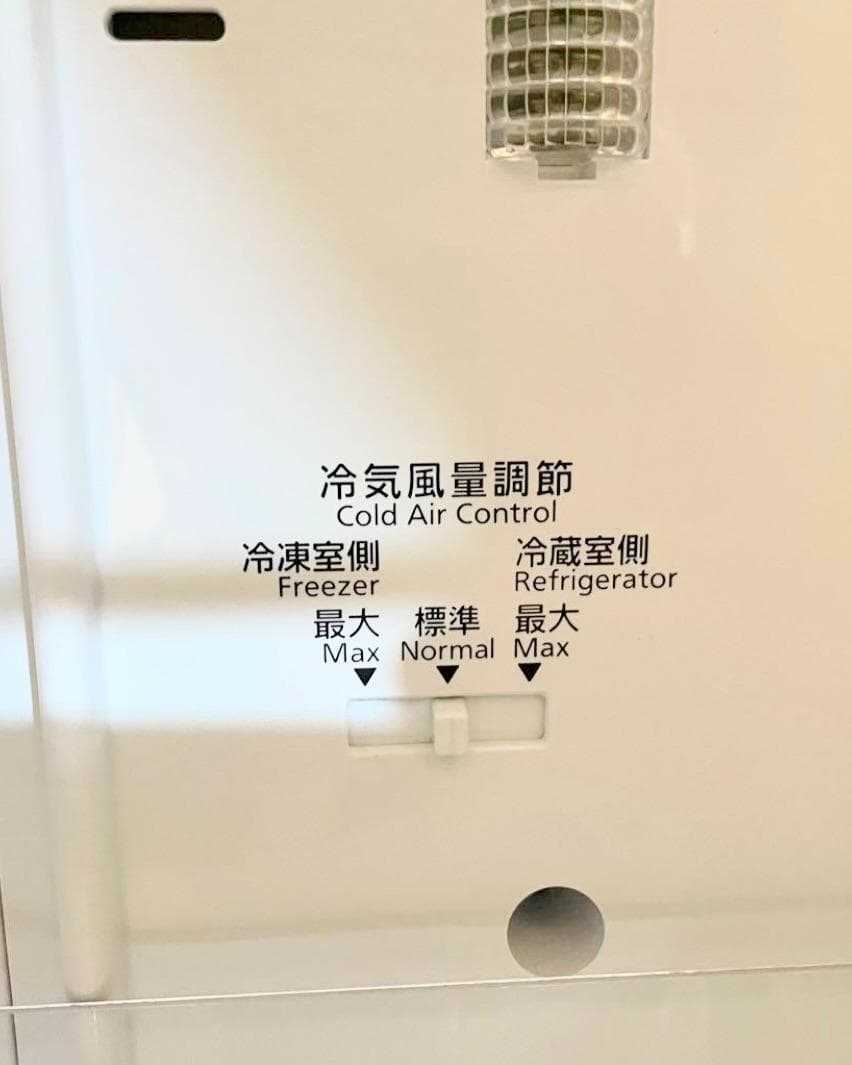 冷気風量調節
Cold Air Control
冷凍室側 冷蔵室側
Freezer Refrigerator
最大 標準 最大
Max Normal Max